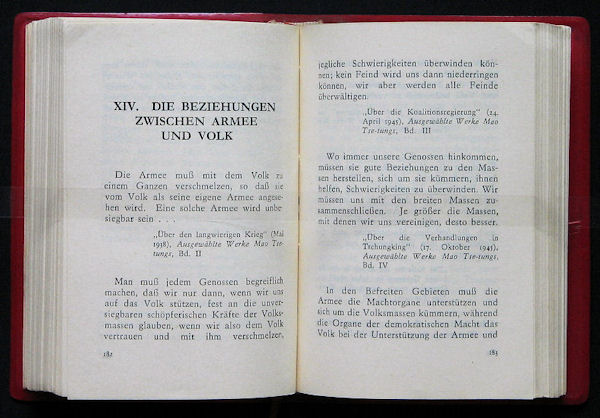 XIV. DIE BEZIEHUNGEN
ZWISCHEN ARMEE
UND VOLK
Die Armee muß mit dem Volk zu
einem Ganzen verschmelzen, so daß sie
vom Volk als seine eigene Armee angese-
hen wird. Eine solche Armee wird unbe-
siegbar sein . . .
„Über den langwierigen Krieg“ (Mai
1938), Ausgewählte Werke Mao Tse-
tungs, Bd. II
Man muß jedem Genossen begreiflich
machen, daß wir nur dann, wenn wir uns
auf das Volk stützen, fest an die unver-
siegbaren schöpferischen Kräfte der Volks-
massen glauben, wenn wir also dem Volk
vertrauen und mit ihm verschmelzen,
182
jegliche Schwierigkeiten überwinden kön-
nen; kein Feind wird uns dann niederringen
können, wir aber werden alle Feinde
überwältigen.
„Über die Koalitionsregierung“ (24.
April 1945), Ausgewählte Werke Mao
Tse-tungs, Bd. III
Wo immer unsere Genossen hinkommen,
müssen sie gute Beziehungen zu den Mas-
sen herstellen, sich um sie kümmern, ihnen
helfen, Schwierigkeiten zu überwinden. Wir
müssen uns mit den breiten Massen zu-
sammenschließen. Je größer die Massen,
mit denen wir uns vereinigen, desto besser.
„Über die Verhandlungen in
Tschungking“ (17. Oktober 1945),
Ausgewählte Werke Mao Tse-tungs,
Bd. IV
In den Befreiten Gebieten muß die
Armee die Machtorgane unterstützen und
sich um die Volksmassen kümmern, während
die Organe der demokratischen Macht das
Volk bei der Unterstützung der Armee und
183